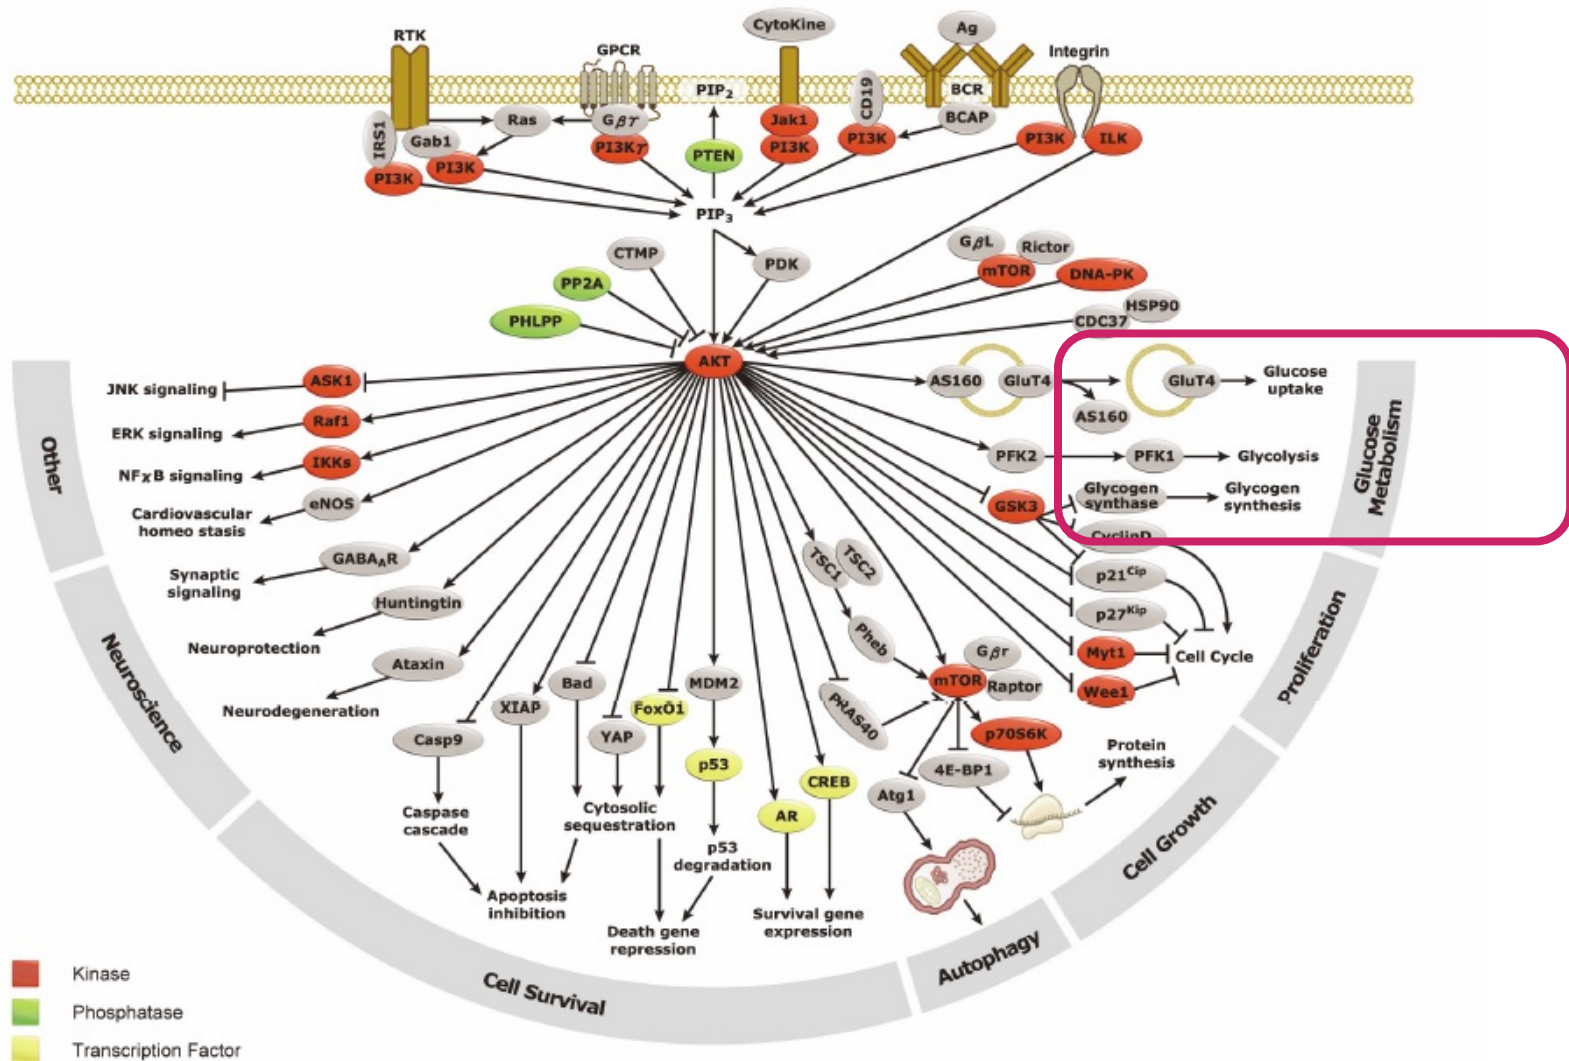 CytoKine
Ag
RTK
GPCR
Integrin
PIP2
CD19
BCR
IRS1
Gab1
Ras
Gβγ
Jak1
BCAP
PI3K
PI3K
PI3Kγ
PTEN
PI3K
PI3K
PI3K
ILK
PIP3
CTMP
PDK
GβL
Rictor
mTOR
DNA-PK
PP2A
PHLPP
HSP90
CDC37
AKT
JNK signaling
ASK1
AS160
GluT4
GluT4
Glucose
uptake
AS160
ERK signaling
Raf1
NFχB signaling
IKKs
PFK2
PFK1
Glycolysis
Cardiovascular
homeo stasis
eNOS
GSK3
Glycogen
synthase
Glycogen
synthesis
CyclinD
GABAAR
Synaptic
signaling
TSC1
TSC2
p21Cip
Huntingtin
Neuroprotection
Pheb
p27Kip
Ataxin
Neurodegeneration
Gβr
mTOR
Raptor
Myt1
Cell Cycle
Wee1
Casp9
XIAP
Bad
YAP
FoxO1
MDM2
PRAS40
p70S6K
p53
CREB
AR
Atg1
4E-BP1
Protein
synthesis
Caspase
cascade
Cytosolic
sequestration
p53
degradation
Apoptosis
inhibition
Death gene
repression
Survival gene
expression
Other
Neuroscience
Cell Survival
Autophagy
Cell Growth
Proliferation
Glucose
Metabolism
Kinase
Phosphatase
Transcription Factor